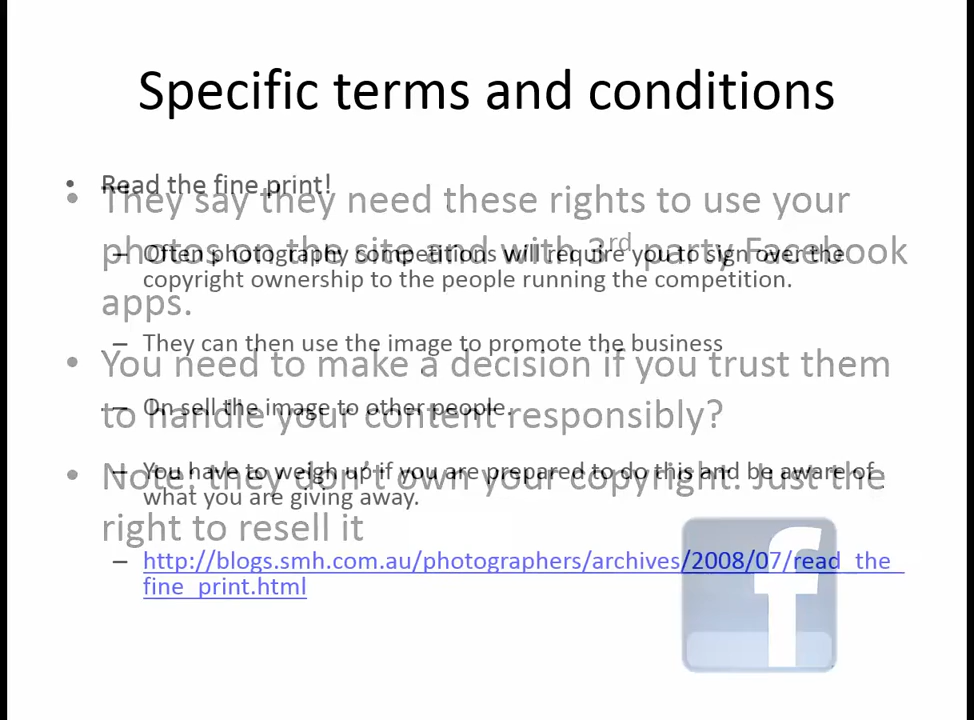 Specific terms and conditions
• Read the fine print!
• They say they need these rights to use your
photos on the site and with 3rd party Facebook
apps.
– Often photography competitions will require you to sign over the
copyright ownership to the people running the competition.
– They can then use the image to promote the business
• You need to make a decision if you trust them
to handle your content responsibly?
– On sell the image to other people.
– You have to weigh up if you are prepared to do this and be aware of
what you are giving away.
• Note: they don't own your copyright! Just the
right to resell it
– http://blogs.smh.com.au/photographers/archives/2008/07/read_the_
fine_print.html
f